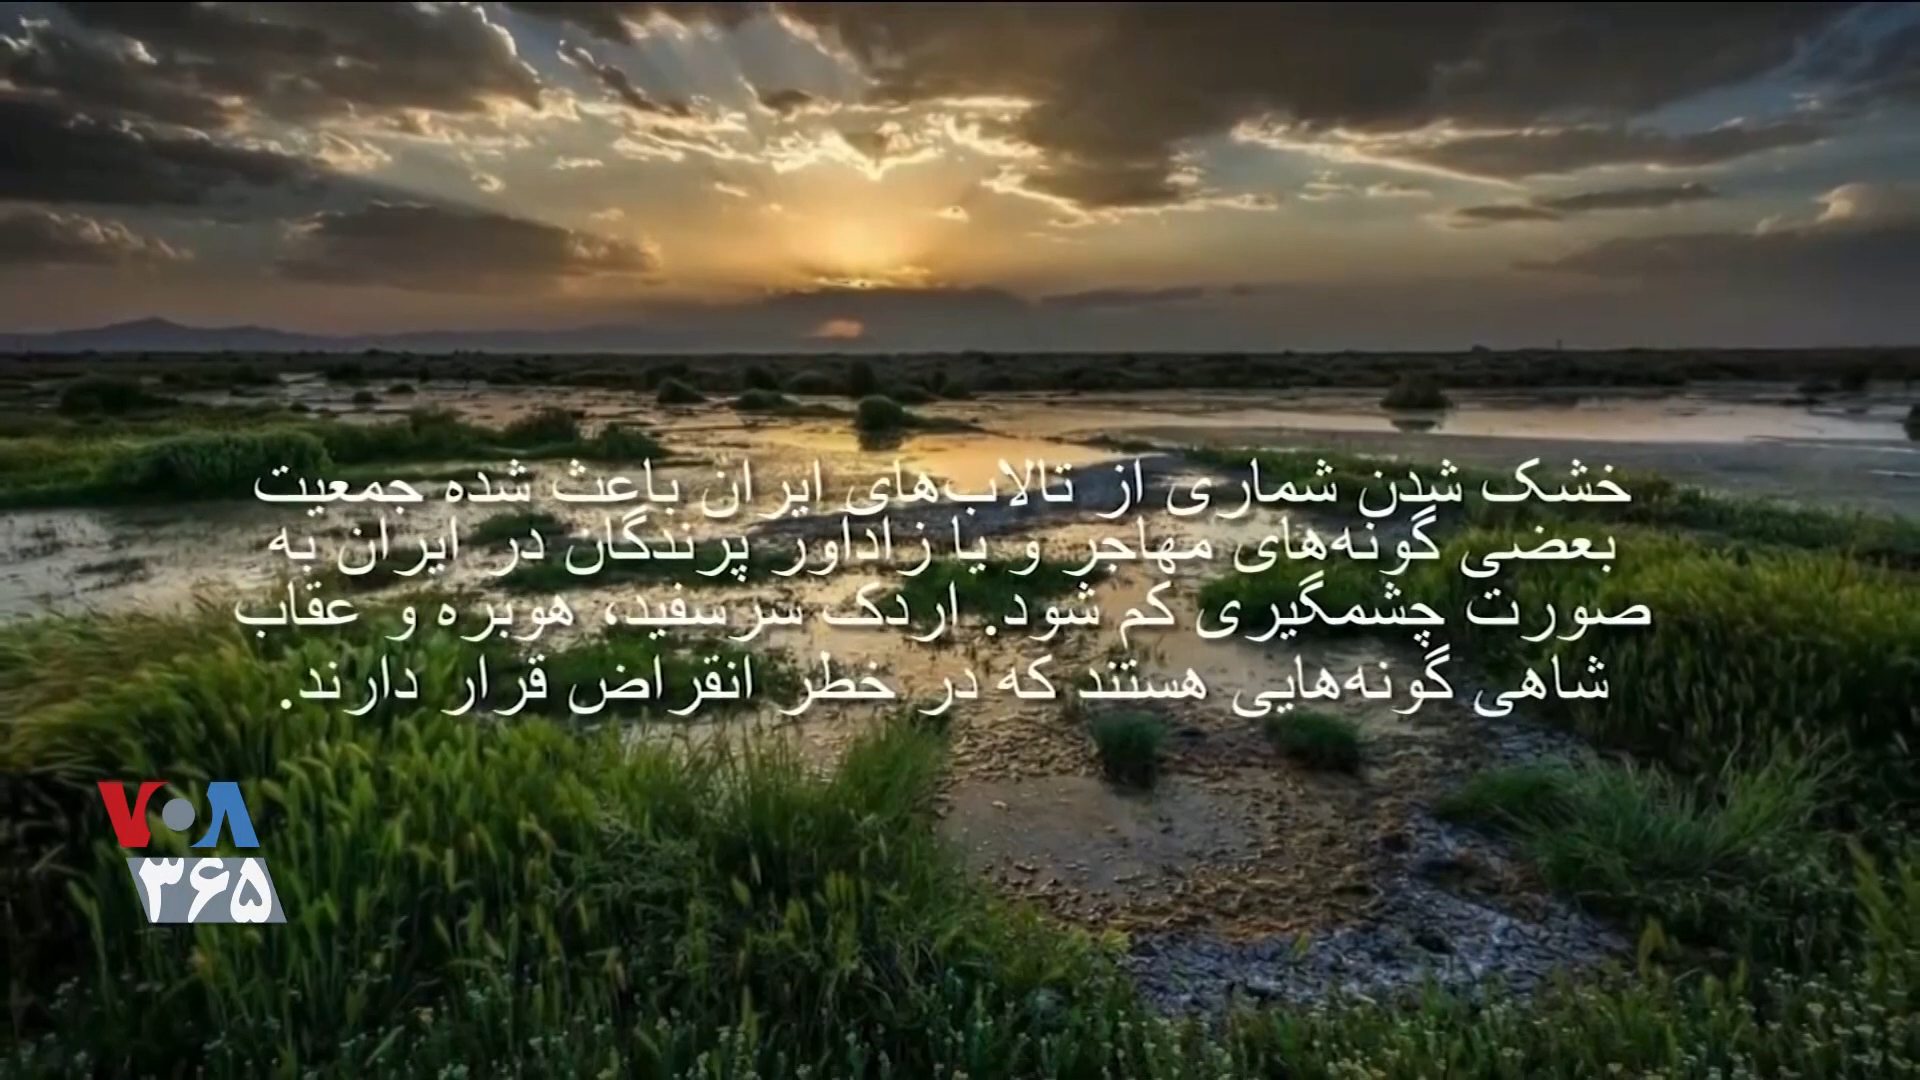 خشک شدن شماری از تالاب‌های ایران باعث شده جمعیت
بعضی گونه‌های مهاجر و یا زادآور پرندگان در ایران به
صورت چشمگیری کم شود. اردک سرسفید، هوبره و عقاب
شاهی گونه‌هایی هستند که در خطر انقراض قرار دارند.
VOA
۳۶۵